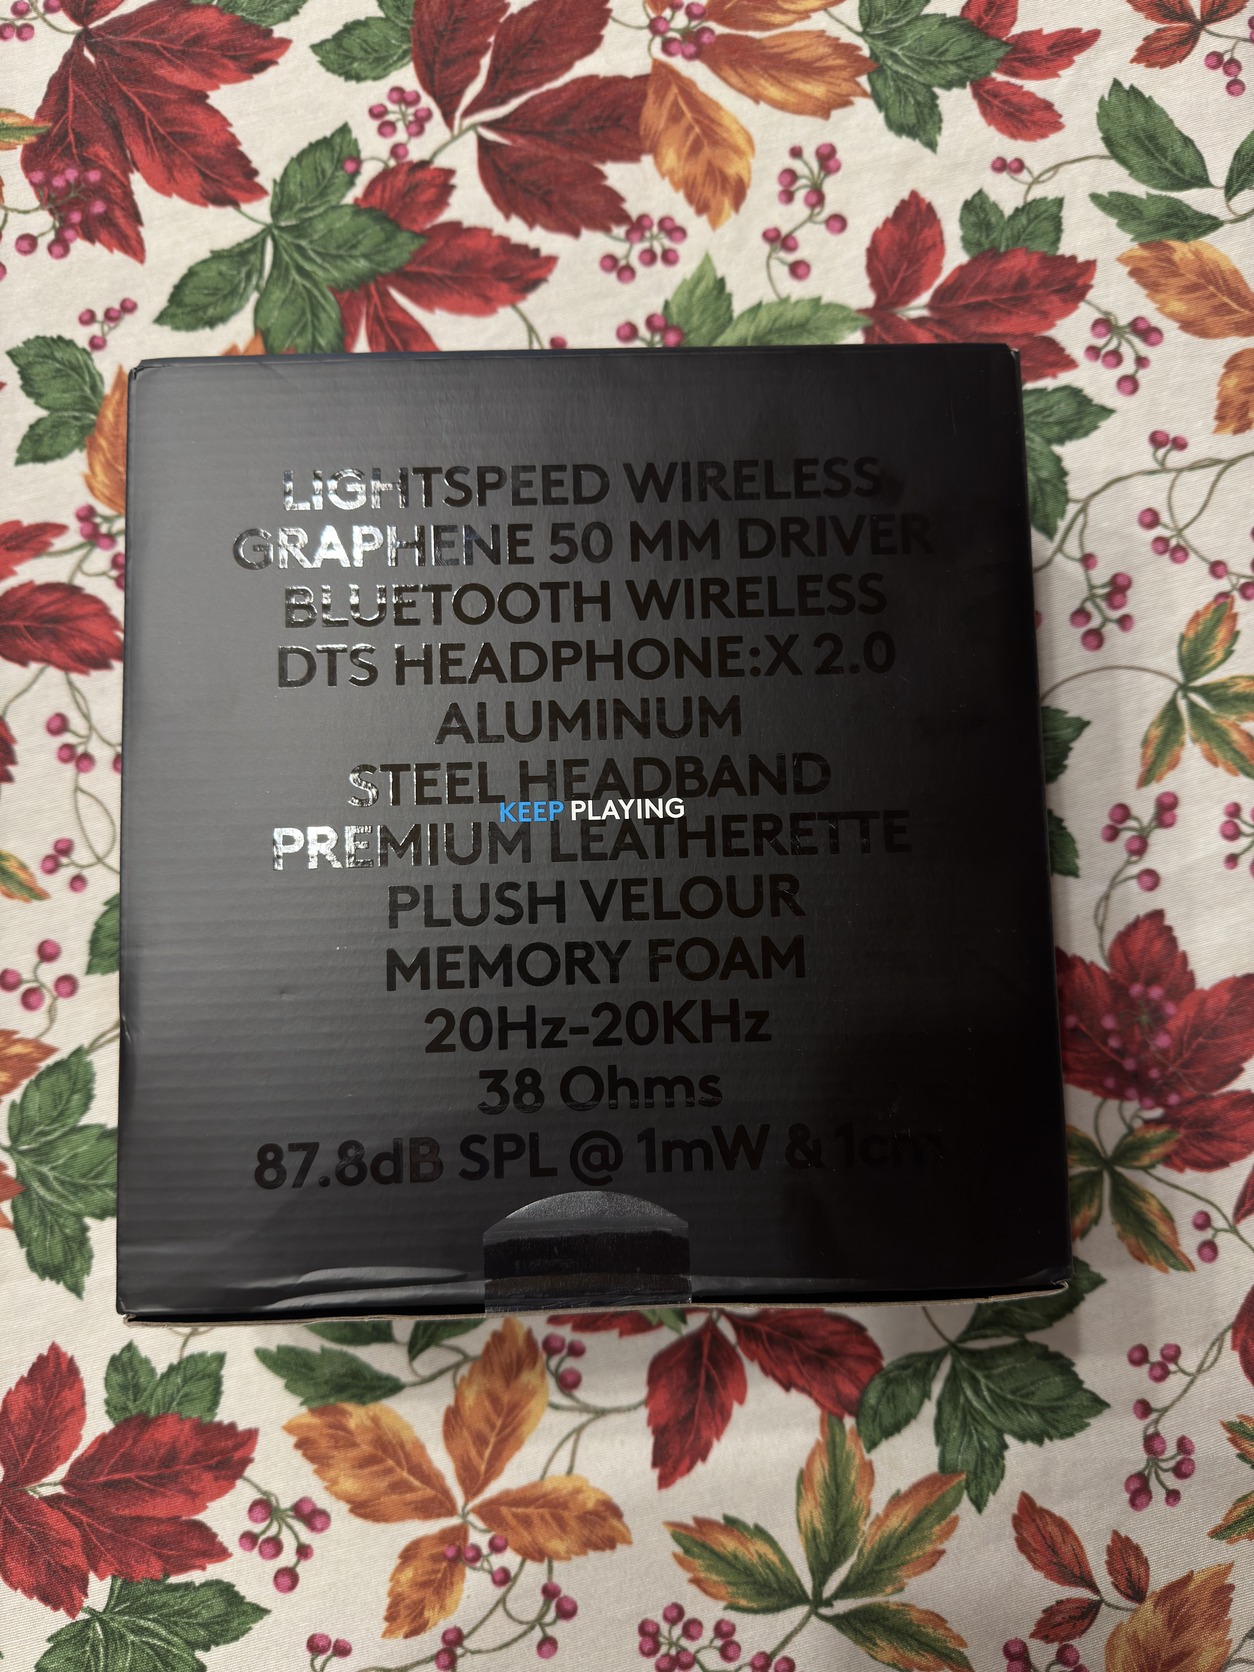 LIGHTSPEED WIRELESS
GRAPHENE 50 MM DRIVER
BLUETOOTH WIRELESS
DTS HEADPHONE:X 2.0
ALUMINUM
STEEL HEADBAND
KEEP PLAYING
PREMIUM LEATHERETTE
PLUSH VELOUR
MEMORY FOAM
20Hz-20KHz
38 Ohms
87.8dB SPL @ 1mW & 1cm